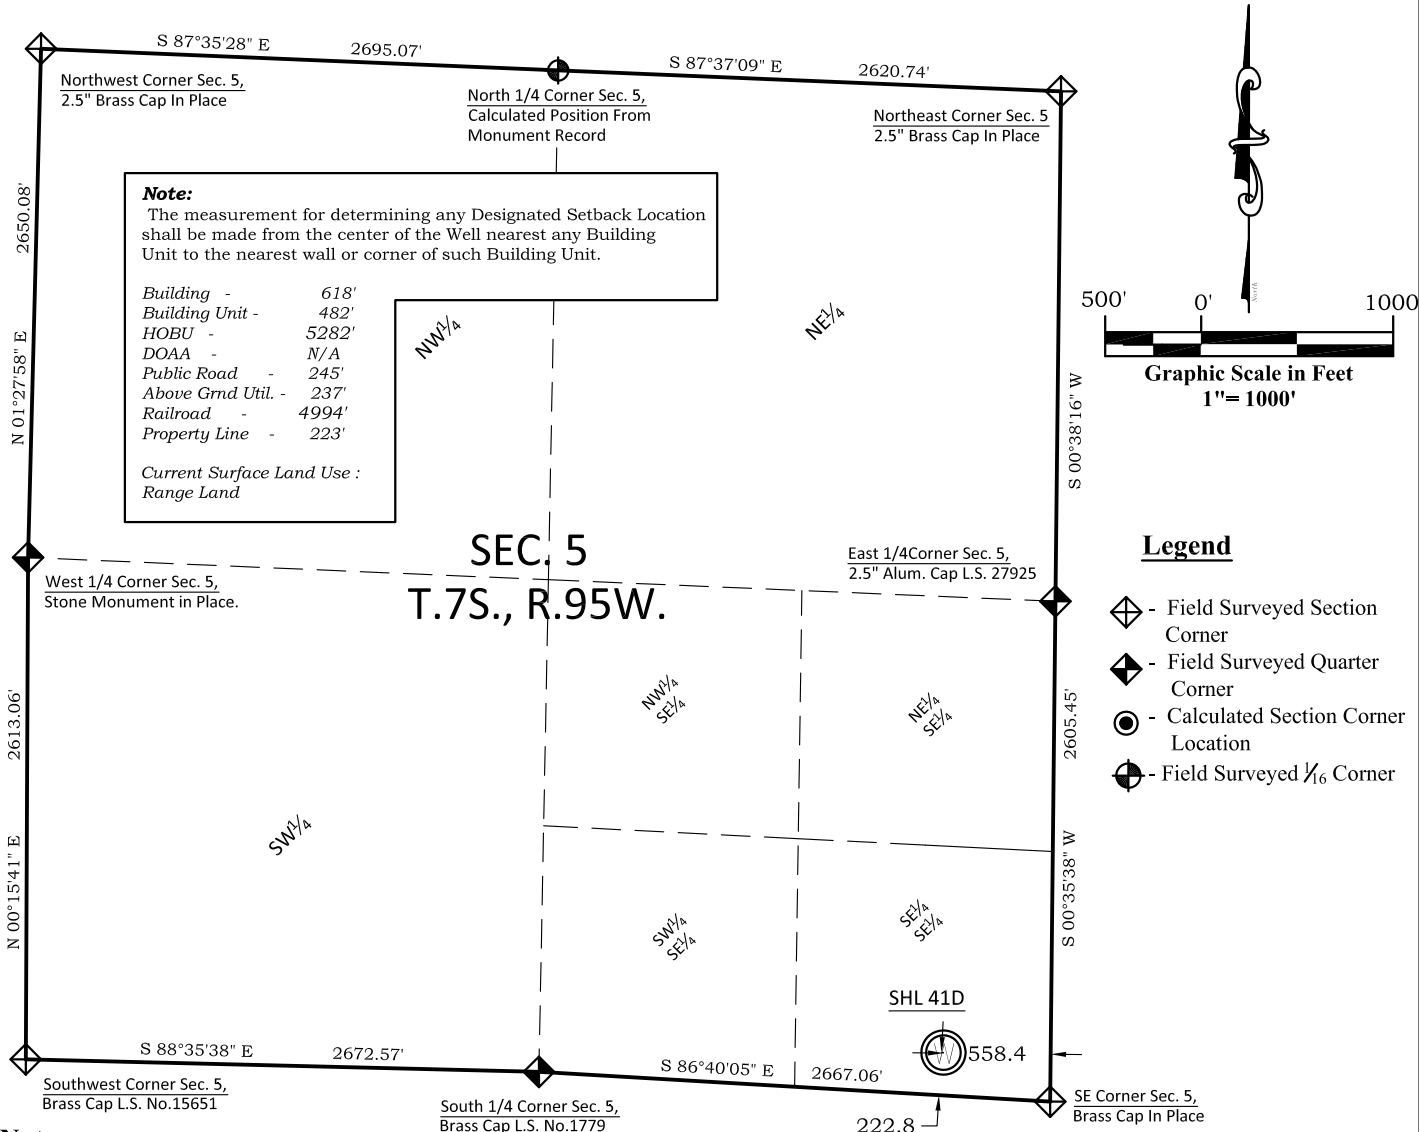 S 87°35'28" E 2695.07'
S 87°37'09" E 2620.74'
Northwest Corner Sec. 5,
2.5" Brass Cap In Place
North 1/4 Corner Sec. 5,
Calculated Position From
Monument Record
Northeast Corner Sec. 5
2.5" Brass Cap In Place
2650.08'
N 01°27'58" E
Note:
The measurement for determining any Designated Setback Location
shall be made from the center of the Well nearest any Building
Unit to the nearest wall or corner of such Building Unit.
Building - 618'
Building Unit - 482'
HOBU - 5282'
DOAA - N/A
Public Road - 245'
Above Grnd Util. - 237'
Railroad - 4994'
Property Line - 223'
Current Surface Land Use :
Range Land
NW¼
NE¼
North
500' 0' 1000
Graphic Scale in Feet
1"= 1000'
S 00°38'16" W
SEC. 5
T.7S., R.95W.
East 1/4Corner Sec. 5,
2.5" Alum. Cap L.S. 27925
West 1/4 Corner Sec. 5,
Stone Monument in Place.
Legend
- Field Surveyed Section
Corner
- Field Surveyed Quarter
Corner
- Calculated Section Corner
Location
- Field Surveyed 1/16 Corner
2613.06'
N 00°15'41" E
NW¼
SE¼
NE¼
SE¼
2605.45'
S 00°35'38" W
SW¼
SW¼
SE¼
SE¼
SE¼
SHL 41D
W
558.4
S 88°35'38" E 2672.57'
S 86°40'05" E 2667.06'
Southwest Corner Sec. 5,
Brass Cap L.S. No.15651
South 1/4 Corner Sec. 5,
Brass Cap L.S. No.1779
222.8
SE Corner Sec. 5,
Brass Cap In Place